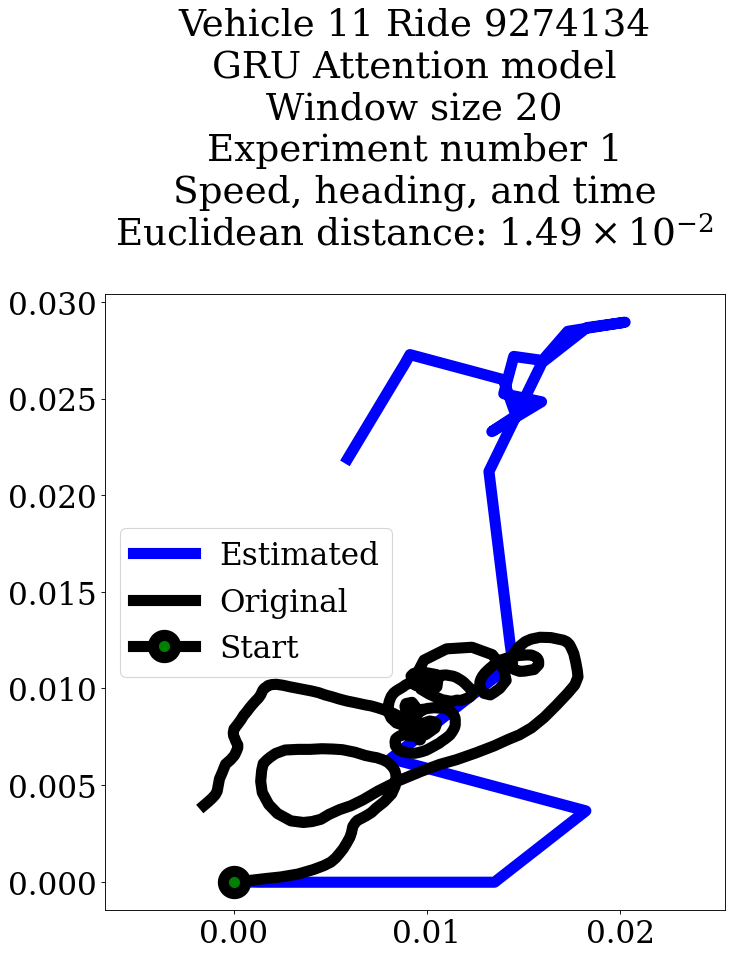 Vehicle 11 Ride 9274134
GRU Attention model
Window size 20
Experiment number 1
Speed, heading, and time
Euclidean distance: 1.49 × 10⁻²
0.030
0.025
0.020
0.015
0.010
0.005
0.000
Estimated
Original
Start
0.00 0.01 0.02